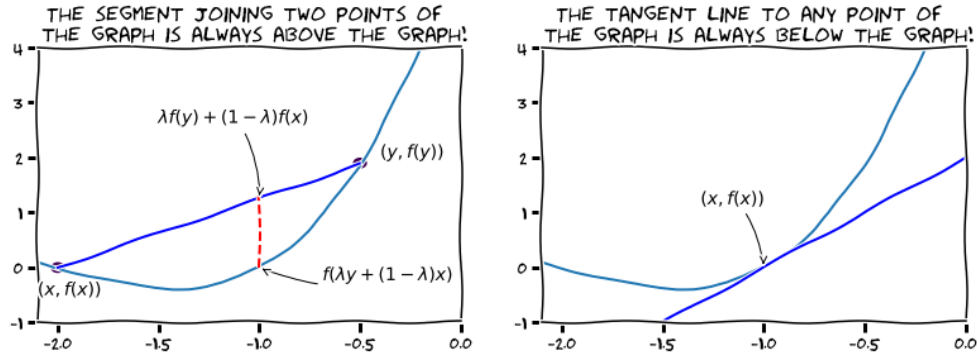 THE SEGMENT JOINING TWO POINTS OF
THE GRAPH IS ALWAYS ABOVE THE GRAPH!
4
3
2
1
0
-1
λf(y) + (1 − λ)f(x)
(y, f(y))
(x, f(x))
f(λy + (1 − λ)x)
-2.0 -1.5 -1.0 -0.5 0.0
THE TANGENT LINE TO ANY POINT OF
THE GRAPH IS ALWAYS BELOW THE GRAPH!
4
3
2
1
0
-1
(x, f(x))
-2.0 -1.5 -1.0 -0.5 0.0